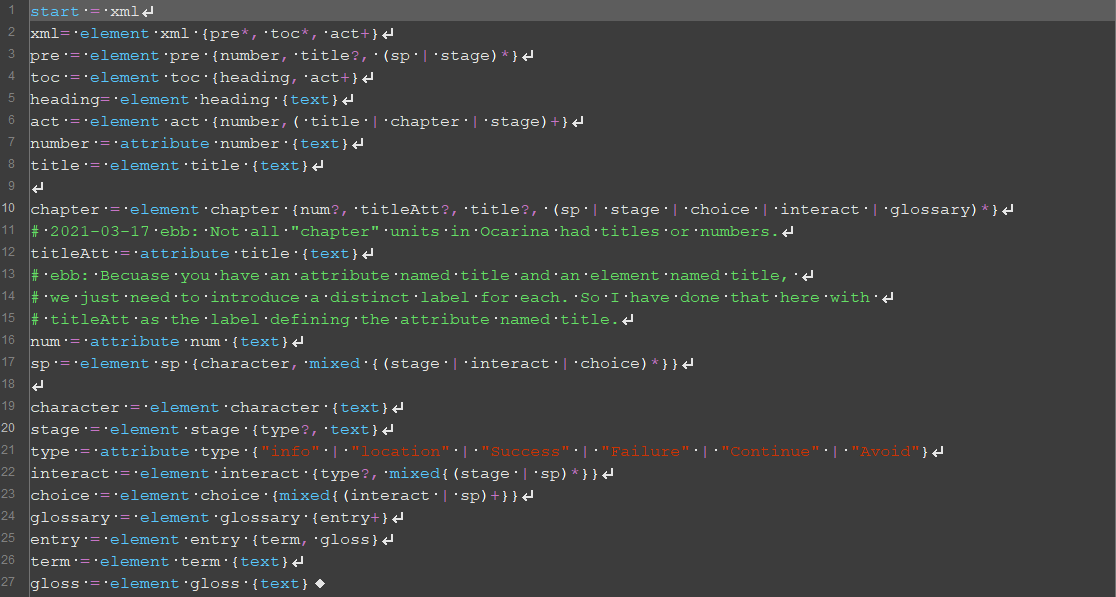 1 start = xml
2 xml= element xml {pre*, toc*, act+}
3 pre = element pre {number, title?, (sp | stage)*}
4 toc = element toc {heading, act+}
5 heading= element heading {text}
6 act = element act {number,( title | chapter | stage)+}
7 number = attribute number {text}
8 title = element title {text}
9
10 chapter = element chapter {num?, titleAtt?, title?, (sp | stage | choice | interact | glossary)*}
11 # 2021-03-17 ebb: Not all "chapter" units in Ocarina had titles or numbers.
12 titleAtt = attribute title {text}
13 # ebb: Becuase you have an attribute named title and an element named title,
14 # we just need to introduce a distinct label for each. So I have done that here with
15 # titleAtt as the label defining the attribute named title.
16 num = attribute num {text}
17 sp = element sp {character, mixed {(stage | interact | choice)*}}
18
19 character = element character {text}
20 stage = element stage {type?, text}
21 type = attribute type {"info" | "location" | "Success" | "Failure" | "Continue" | "Avoid"}
22 interact = element interact {type?, mixed{(stage | sp)*}}
23 choice = element choice {mixed{(interact | sp)+}}
24 glossary = element glossary {entry+}
25 entry = element entry {term, gloss}
26 term = element term {text}
27 gloss = element gloss {text}